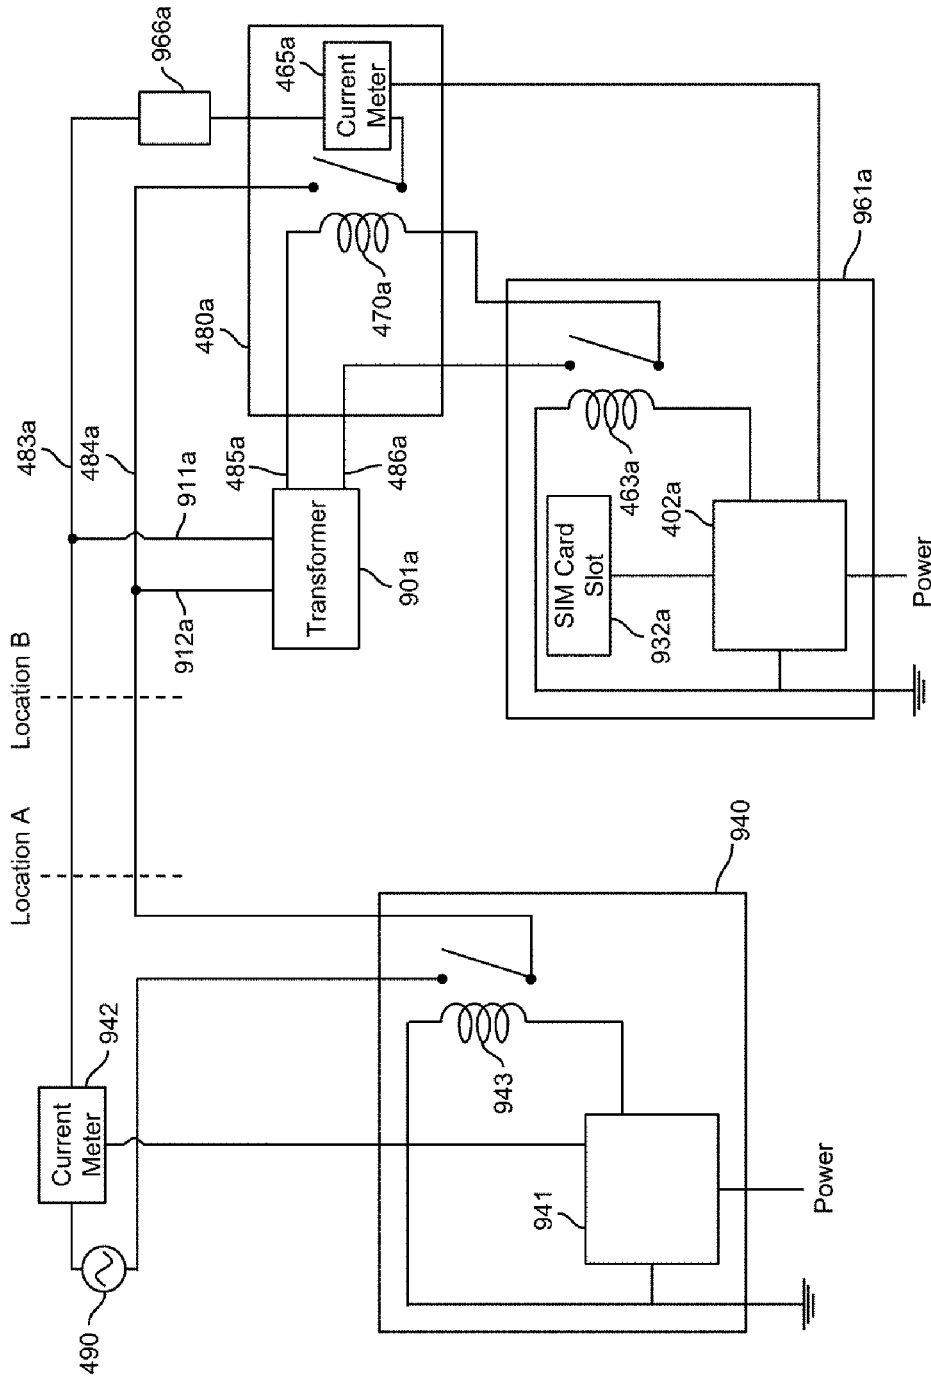 Location A
Location B
490
Current
Meter
942
941
943
940
Power
483a
484a
911a
912a
Transformer
901a
485a
486a
480a
470a
465a
Current
Meter
966a
SIM Card
Slot
932a
463a
402a
Power
961a